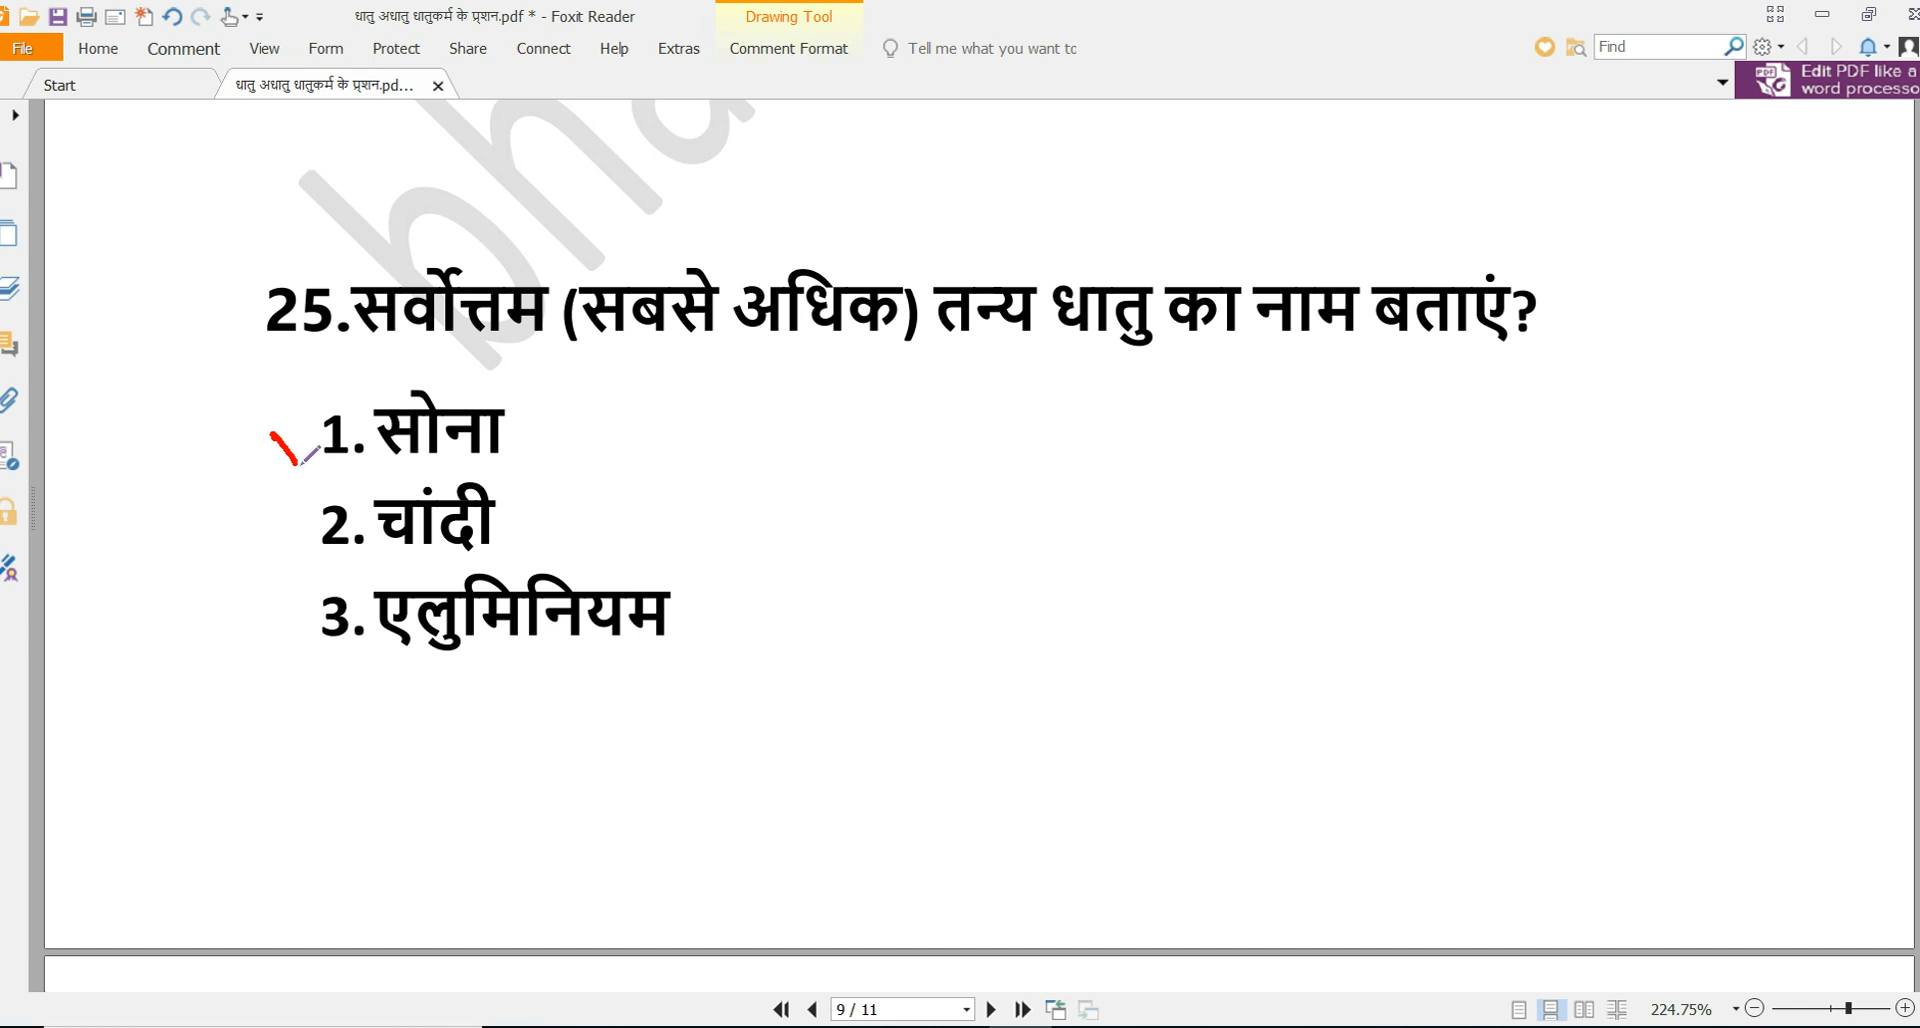 धातु अधातु धातुकर्म के प्रशन.pdf * - Foxit Reader
Drawing Tool
File Home Comment View Form Protect Share Connect Help Extras Comment Format Tell me what you want to Find
Start धातु अधातु धातुकर्म के प्रशन.pd... Edit PDF like a
word processo
bha
25.सर्वोत्तम (सबसे अधिक) तन्य धातु का नाम बताएं?
1. सोना
2. चांदी
3. एलुमिनियम
9 / 11 224.75%